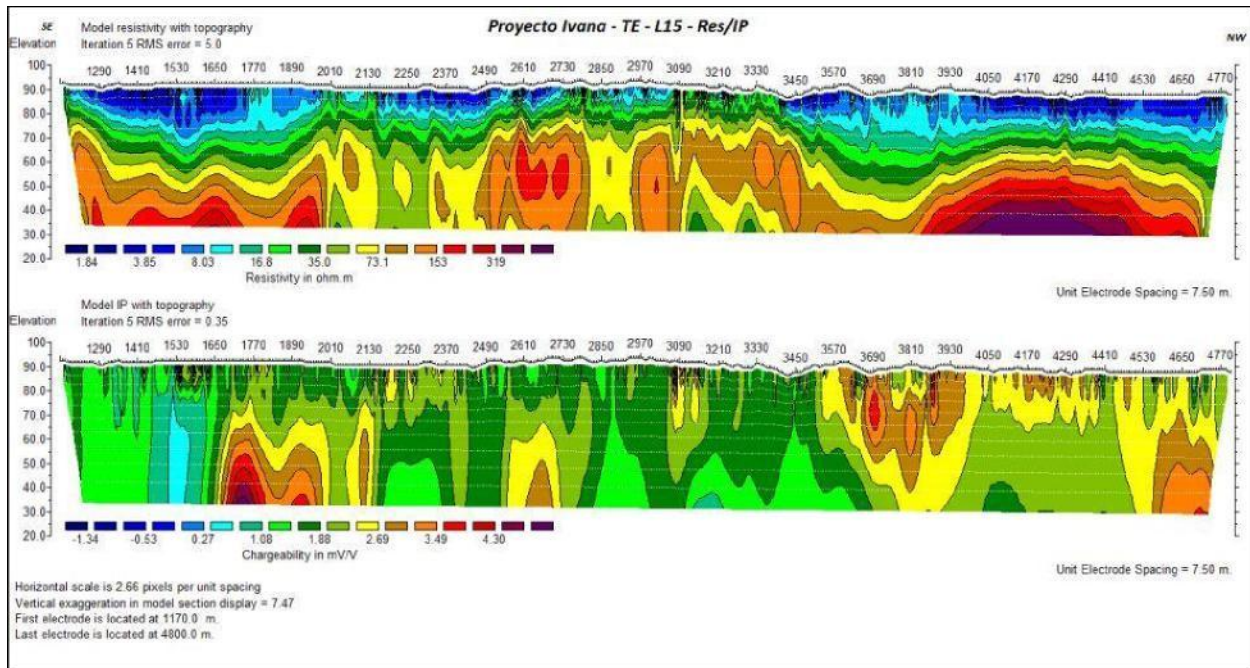 Proyecto Ivana - TE - L15 - Res/IP
SE
NW
Model resistivity with topography
Elevation Iteration 5 RMS error = 5.0
1290 1410 1530 1650 1770 1890 2010 2130 2250 2370 2490 2610 2730 2850 2970 3090 3210 3330 3450 3570 3690 3810 3930 4050 4170 4290 4410 4530 4650 4770
100
90.0
80.0
70.0
60.0
50.0
40.0
30.0
20.0
1.84 3.85 8.03 16.8 35.0 73.1 153 319
Resistivity in ohm.m
Unit Electrode Spacing = 7.50 m.
Model IP with topography
Elevation Iteration 5 RMS error = 0.35
1290 1410 1530 1660 1770 1890 2010 2130 2250 2370 2490 2610 2730 2850 2970 3090 3210 3330 3450 3570 3690 3810 3930 4050 4170 4290 4410 4530 4650 4770
100
90.0
80.0
70.0
60.0
50.0
40.0
30.0
20.0
-1.34 -0.53 0.27 1.08 1.88 2.69 3.49 4.30
Chargeability in mV/V
Unit Electrode Spacing = 7.50 m.
Horizontal scale is 2.66 pixels per unit spacing
Vertical exaggeration in model section display = 7.47
First electrode is located at 1170.0 m.
Last electrode is located at 4800.0 m.